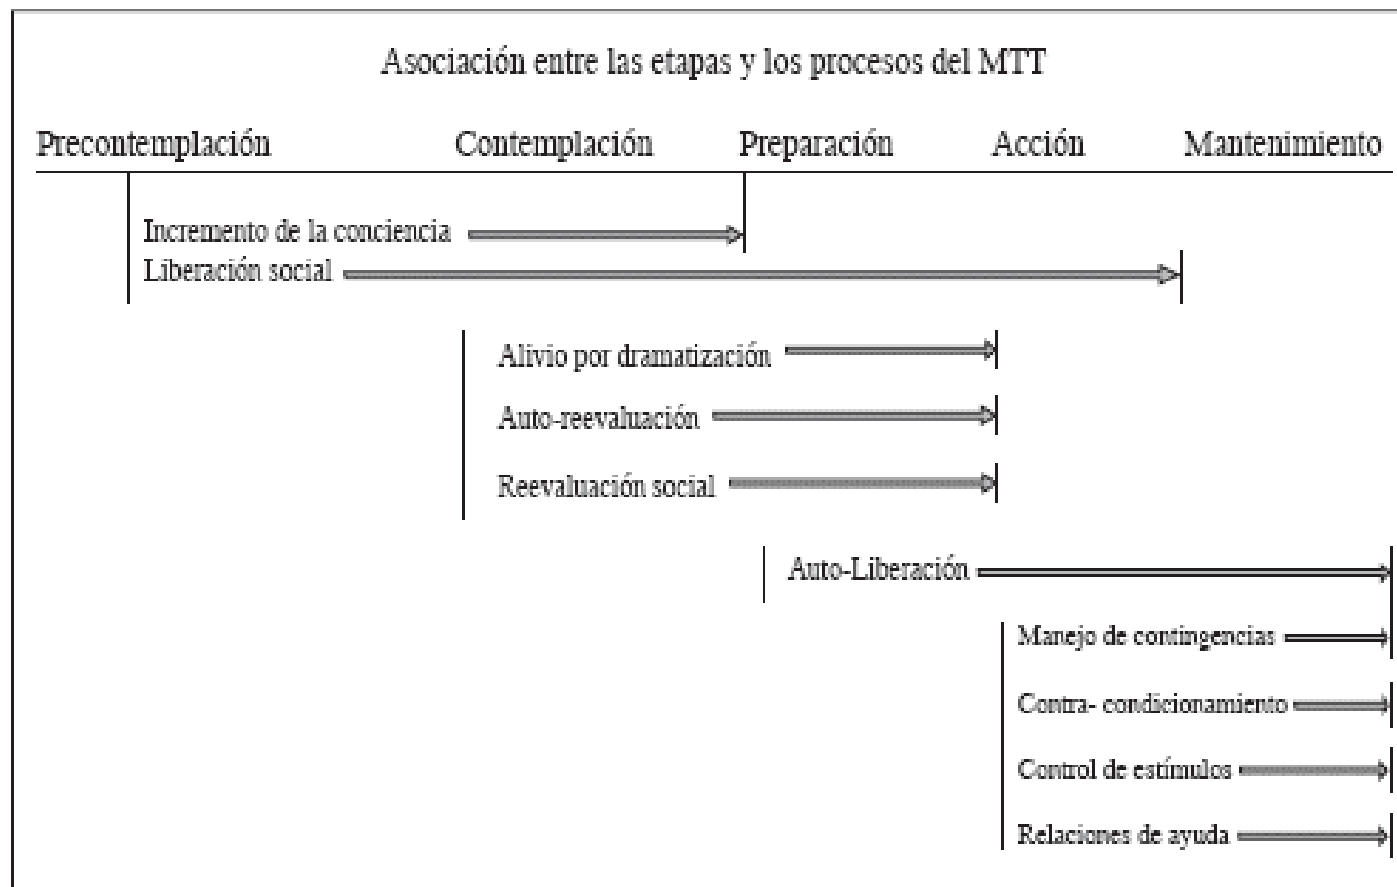 Asociación entre las etapas y los procesos del MTT
Precontemplación Contemplación Preparación Acción Mantenimiento
Incremento de la conciencia
Liberación social
Alivio por dramatización
Auto-reevaluación
Reevaluación social
Auto-Liberación
Manejo de contingencias
Contra- condicionamiento
Control de estímulos
Relaciones de ayuda